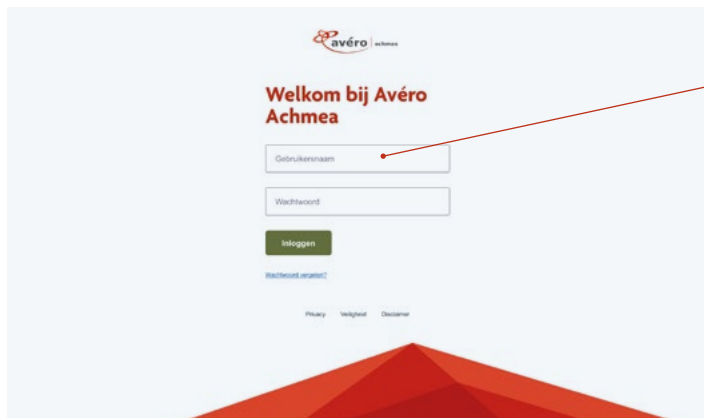 avéro achmea
Welkom bij Avéro
Achmea
Gebruikersnaam
Wachtwoord
Inloggen
Wachtwoord vergeten?
Privacy Veiligheid Disclaimer